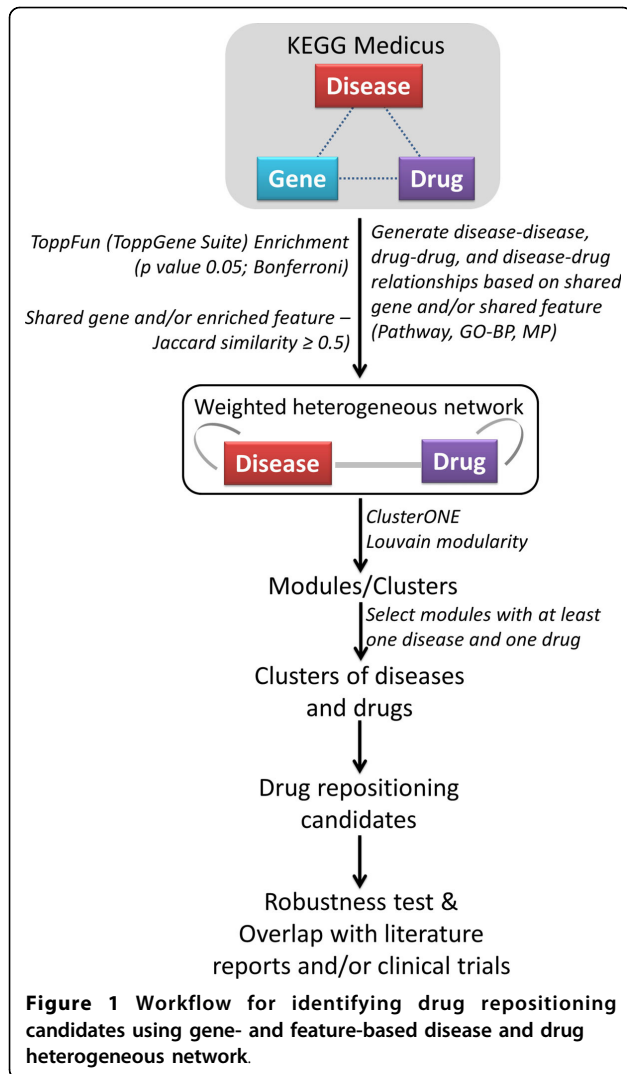 KEGG Medicus
Disease
Gene
Drug
ToppFun (ToppGene Suite) Enrichment
(p value 0.05; Bonferroni)
Shared gene and/or enriched feature –
Jaccard similarity ≥ 0.5)
Generate disease-disease,
drug-drug, and disease-drug
relationships based on shared
gene and/or shared feature
(Pathway, GO-BP, MP)
Weighted heterogeneous network
Disease
Drug
ClusterONE
Louvain modularity
Modules/Clusters
Select modules with at least
one disease and one drug
Clusters of diseases
and drugs
Drug repositioning
candidates
Robustness test &
Overlap with literature
reports and/or clinical trials
Figure 1 Workflow for identifying drug repositioning
candidates using gene- and feature-based disease and drug
heterogeneous network.